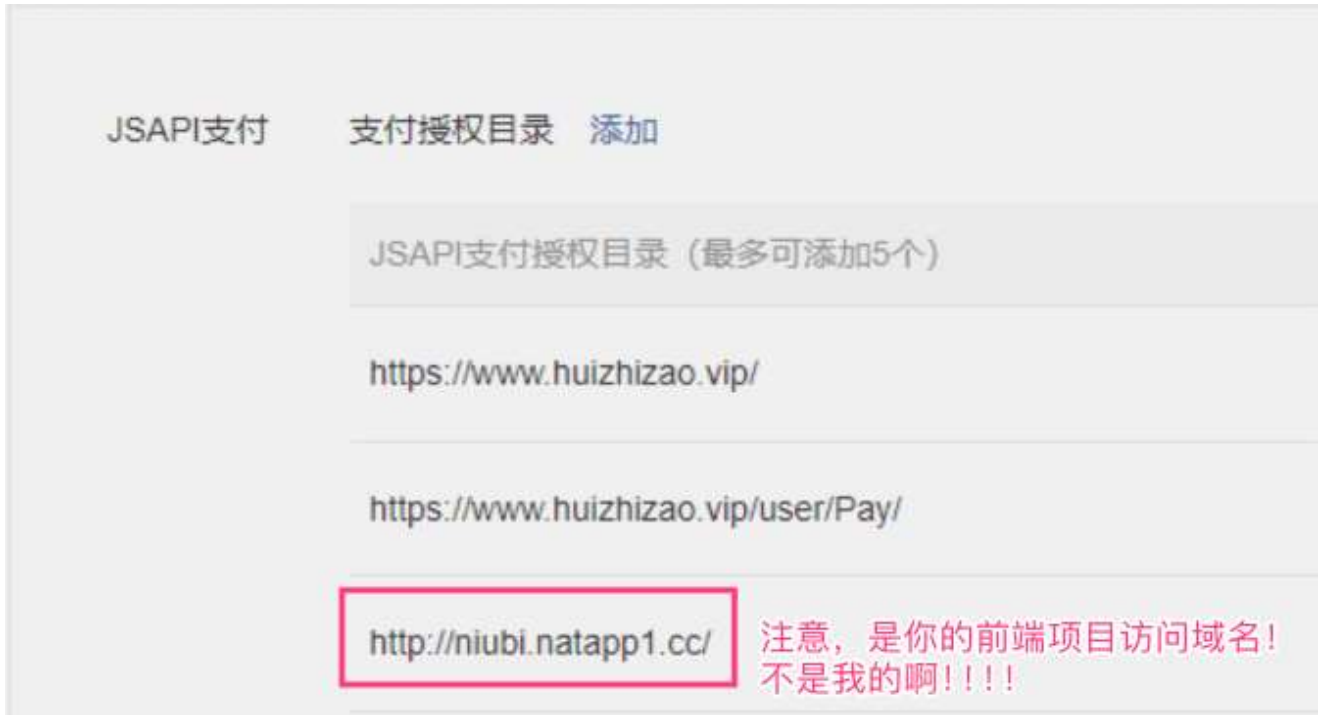 JSAPI支付 支付授权目录 添加
JSAPI支付授权目录（最多可添加5个）
https://www.huizhizao.vip/
https://www.huizhizao.vip/user/Pay/
http://niubi.natapp1.cc/
注意，是你的前端项目访问域名！
不是我的啊！！！！